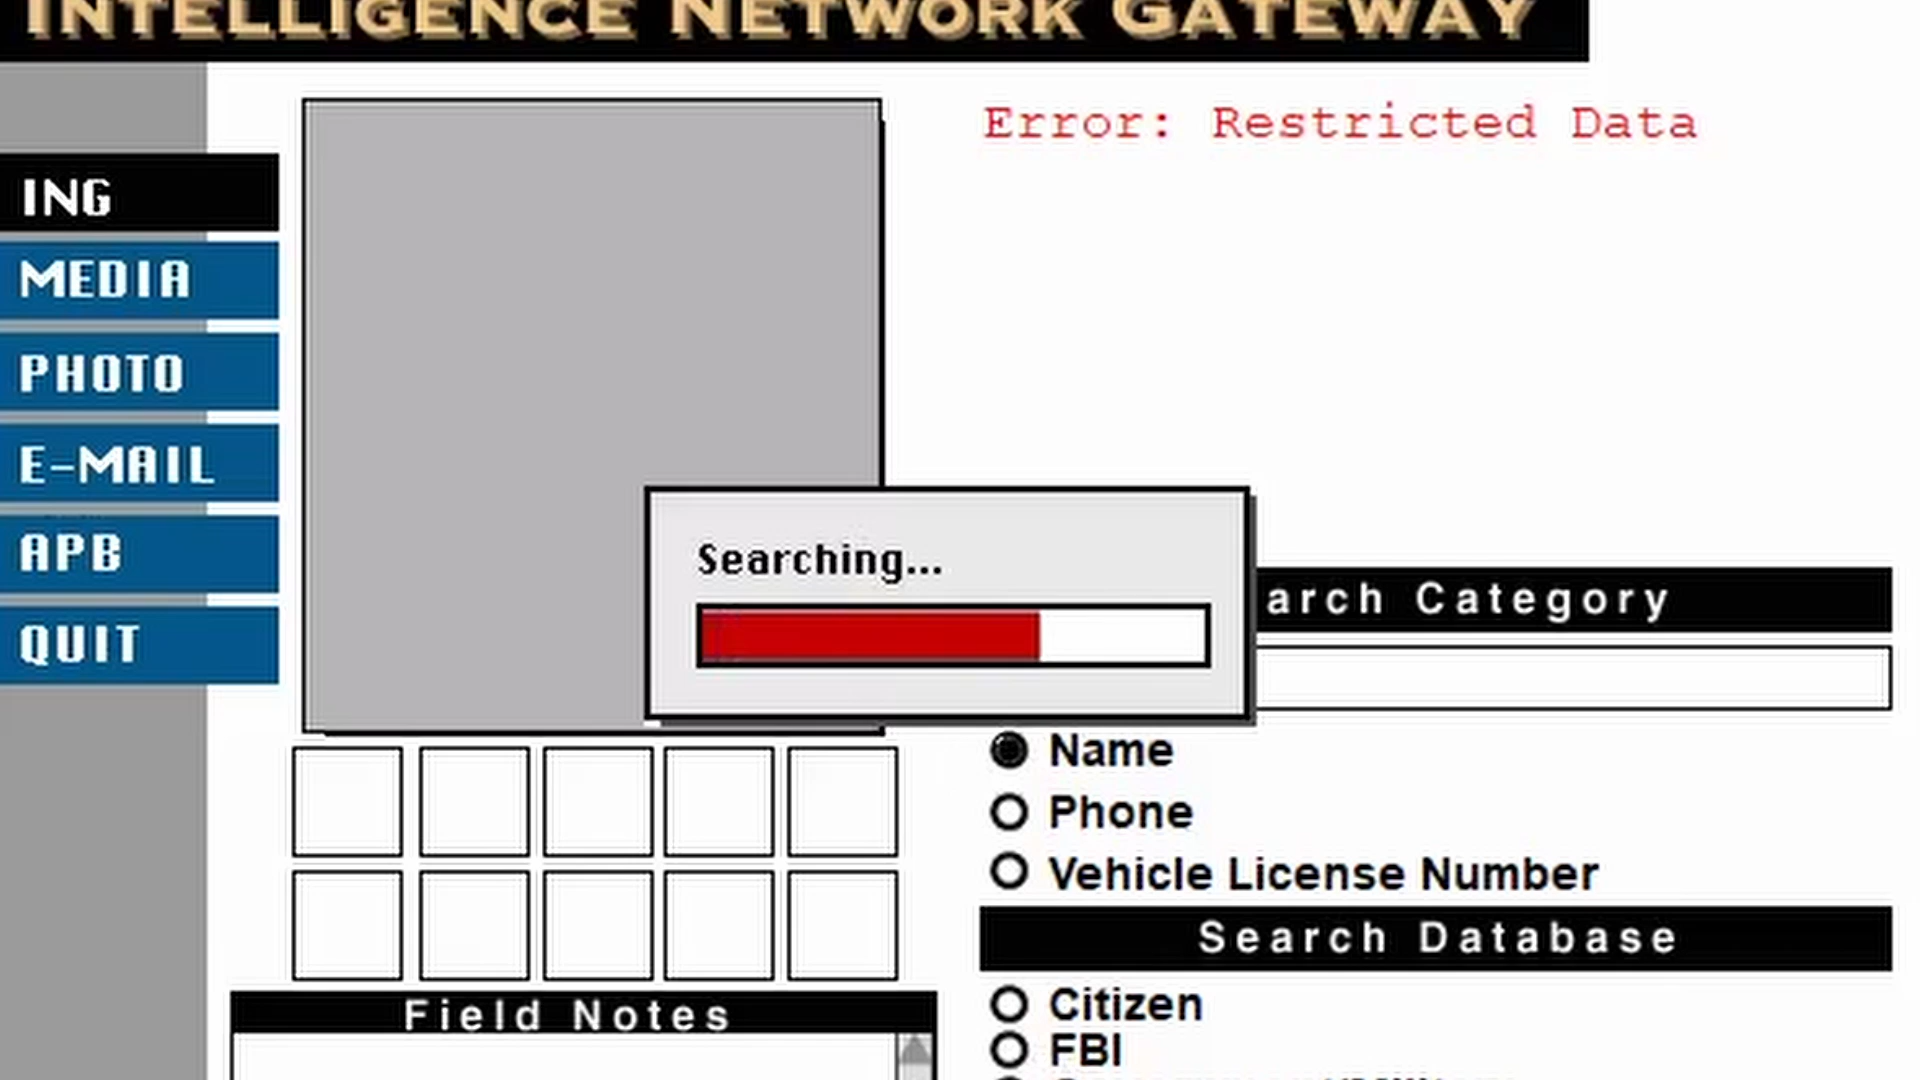 INTELLIGENCE NETWORK GATEWAY
Error: Restricted Data
ING
MEDIA
PHOTO
E-MAIL
APB
QUIT
Searching...
arch Category
Name
Phone
Vehicle License Number
Search Database
Citizen
FBI
Field Notes